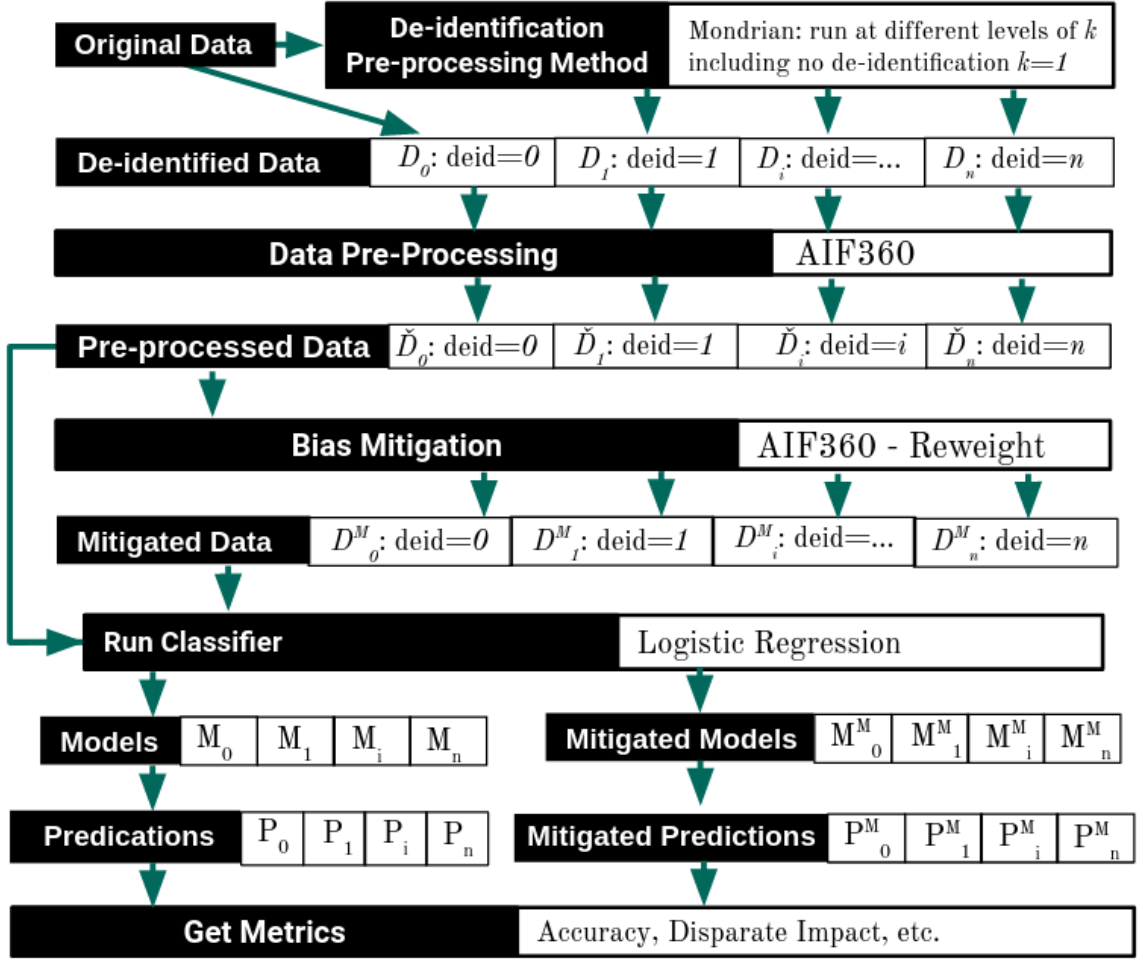 Original Data
De-identification
Pre-processing Method
Mondrian: run at different levels of k
including no de-identification k=1
De-identified Data
D₀: deid=0
D₁: deid=1
Dᵢ: deid=...
Dₙ: deid=n
Data Pre-Processing
AIF360
Pre-processed Data
Ď₀: deid=0
Ď₁: deid=1
Ďᵢ: deid=i
Ďₙ: deid=n
Bias Mitigation
AIF360 - Reweight
Mitigated Data
Dᴹ₀: deid=0
Dᴹ₁: deid=1
Dᴹᵢ: deid=...
Dᴹₙ: deid=n
Run Classifier
Logistic Regression
Models
M₀
M₁
Mᵢ
Mₙ
Mitigated Models
Mᴹ₀
Mᴹ₁
Mᴹᵢ
Mᴹₙ
Predications
P₀
P₁
Pᵢ
Pₙ
Mitigated Predictions
Pᴹ₀
Pᴹ₁
Pᴹᵢ
Pᴹₙ
Get Metrics
Accuracy, Disparate Impact, etc.